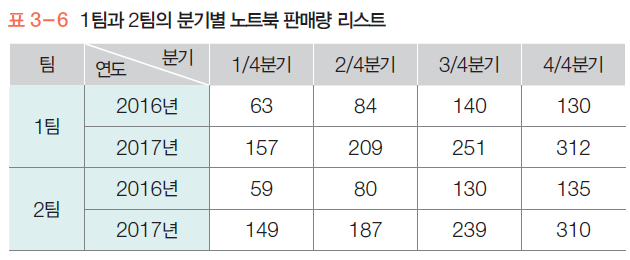 표 3-6 1팀과 2팀의 분기별 노트북 판매량 리스트
팀 연도 분기 1/4분기 2/4분기 3/4분기 4/4분기
1팀
2016년 63 84 140 130
2017년 157 209 251 312
2팀
2016년 59 80 130 135
2017년 149 187 239 310